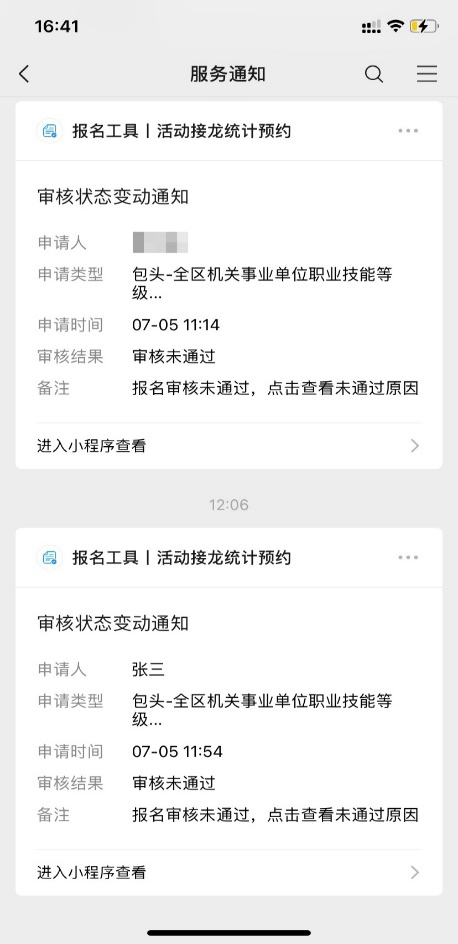 16:41
服务通知
报名工具丨活动接龙统计预约
审核状态变动通知
申请人
申请类型 包头-全区机关事业单位职业技能等
级...
申请时间 07-05 11:14
审核结果 审核未通过
备注 报名审核未通过，点击查看未通过原因
进入小程序查看
12:06
报名工具丨活动接龙统计预约
审核状态变动通知
申请人 张三
申请类型 包头-全区机关事业单位职业技能等
级...
申请时间 07-05 11:54
审核结果 审核未通过
备注 报名审核未通过，点击查看未通过原因
进入小程序查看